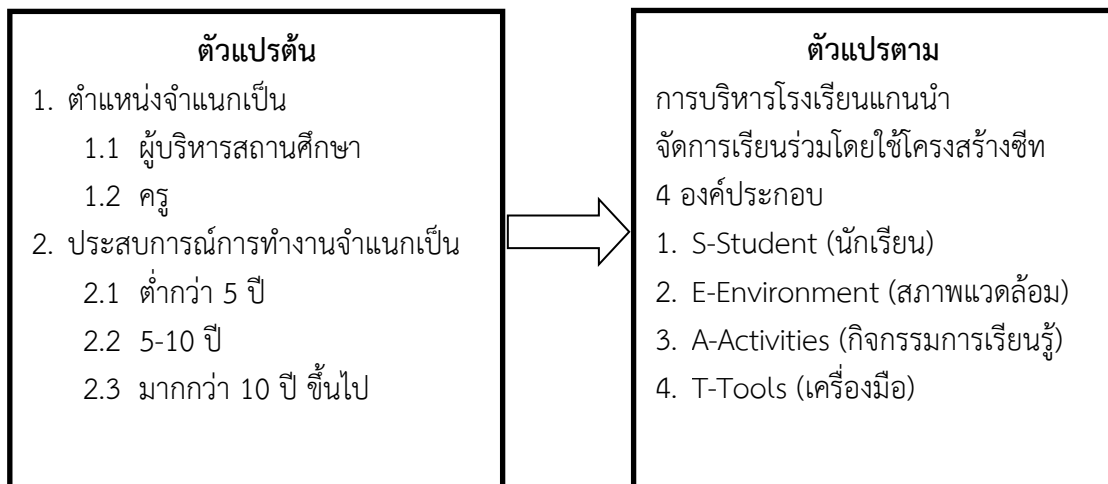 ตัวแปรต้น
1. ตำแหน่งจำแนกเป็น
1.1 ผู้บริหารสถานศึกษา
1.2 ครู
2. ประสบการณ์การทำงานจำแนกเป็น
2.1 ต่ำกว่า 5 ปี
2.2 5-10 ปี
2.3 มากกว่า 10 ปี ขึ้นไป
ตัวแปรตาม
การบริหารโรงเรียนแกนนำ
จัดการเรียนร่วมโดยใช้โครงสร้างซีท
4 องค์ประกอบ
1. S-Student (นักเรียน)
2. E-Environment (สภาพแวดล้อม)
3. A-Activities (กิจกรรมการเรียนรู้)
4. T-Tools (เครื่องมือ)